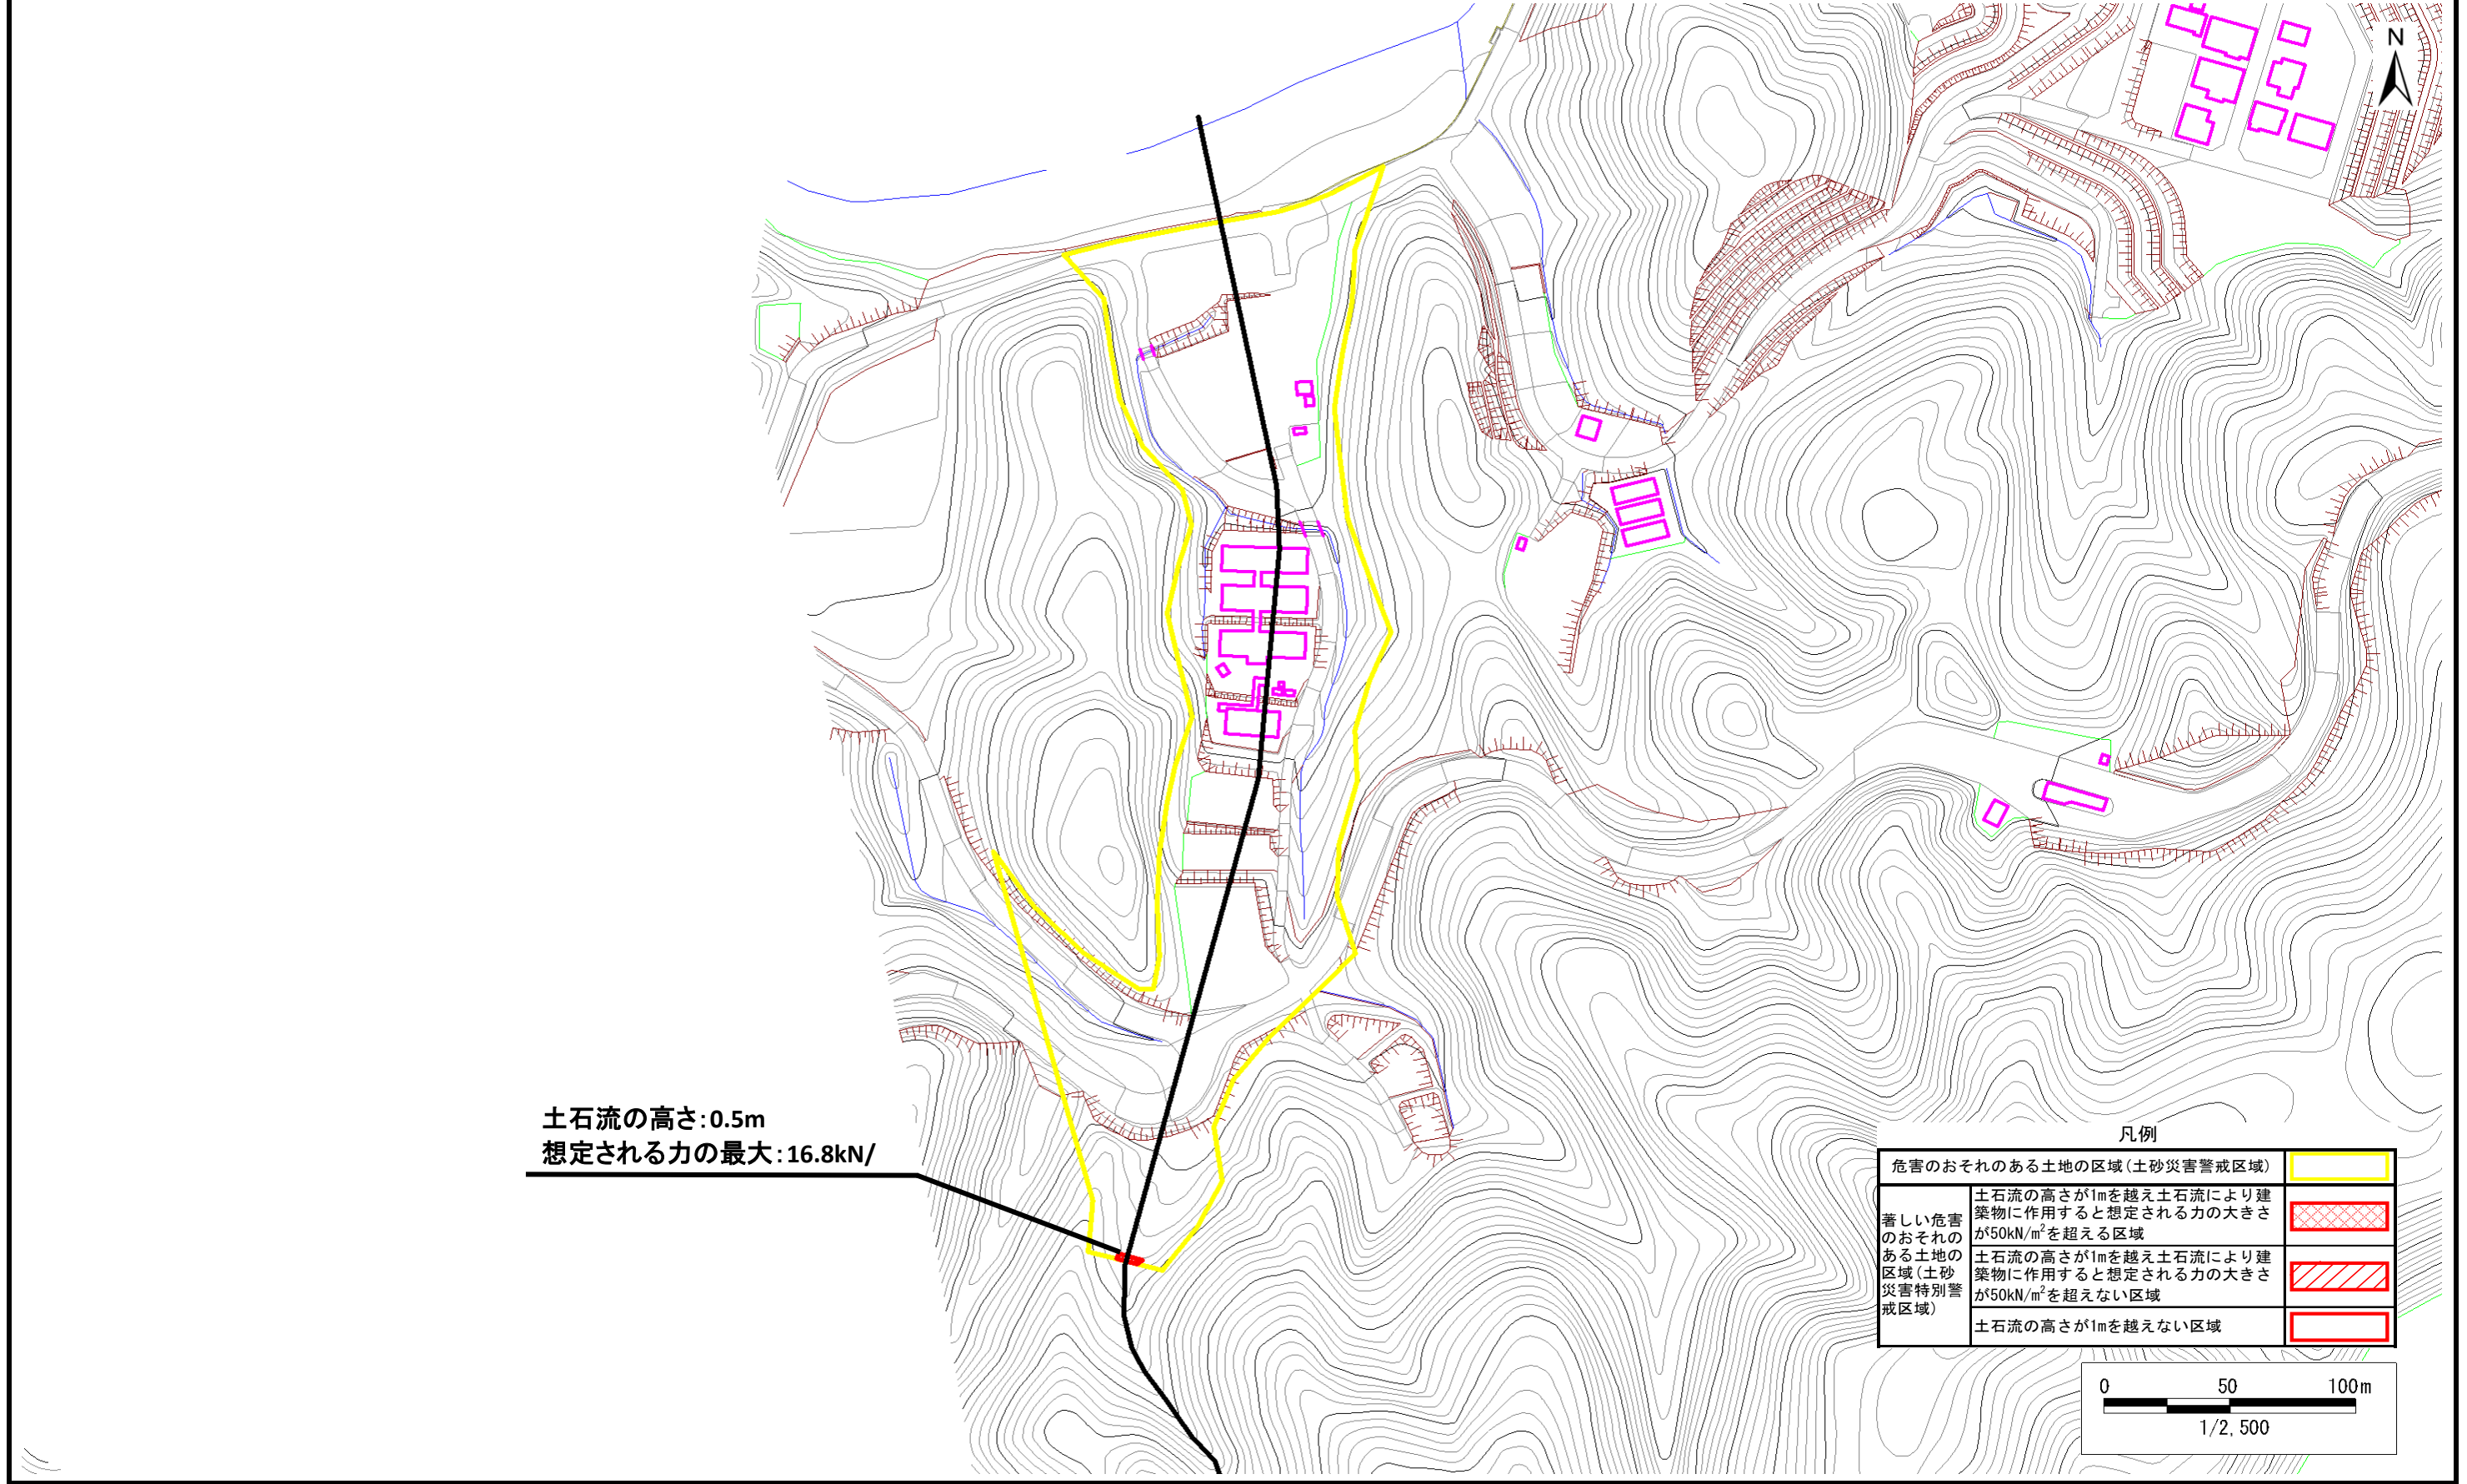 N
土石流の高さ:0.5m
想定される力の最大:16.8kN/
凡例
危害のおそれのある土地の区域(土砂災害警戒区域)
著しい危害
のおそれの
ある土地の
区域(土砂
災害特別警
戒区域)
土石流の高さが1mを越え土石流により建
築物に作用すると想定される力の大きさ
が50kN/㎡を超える区域
土石流の高さが1mを越え土石流により建
築物に作用すると想定される力の大きさ
が50kN/㎡を超えない区域
土石流の高さが1mを越えない区域
0 50 100m
1/2,500